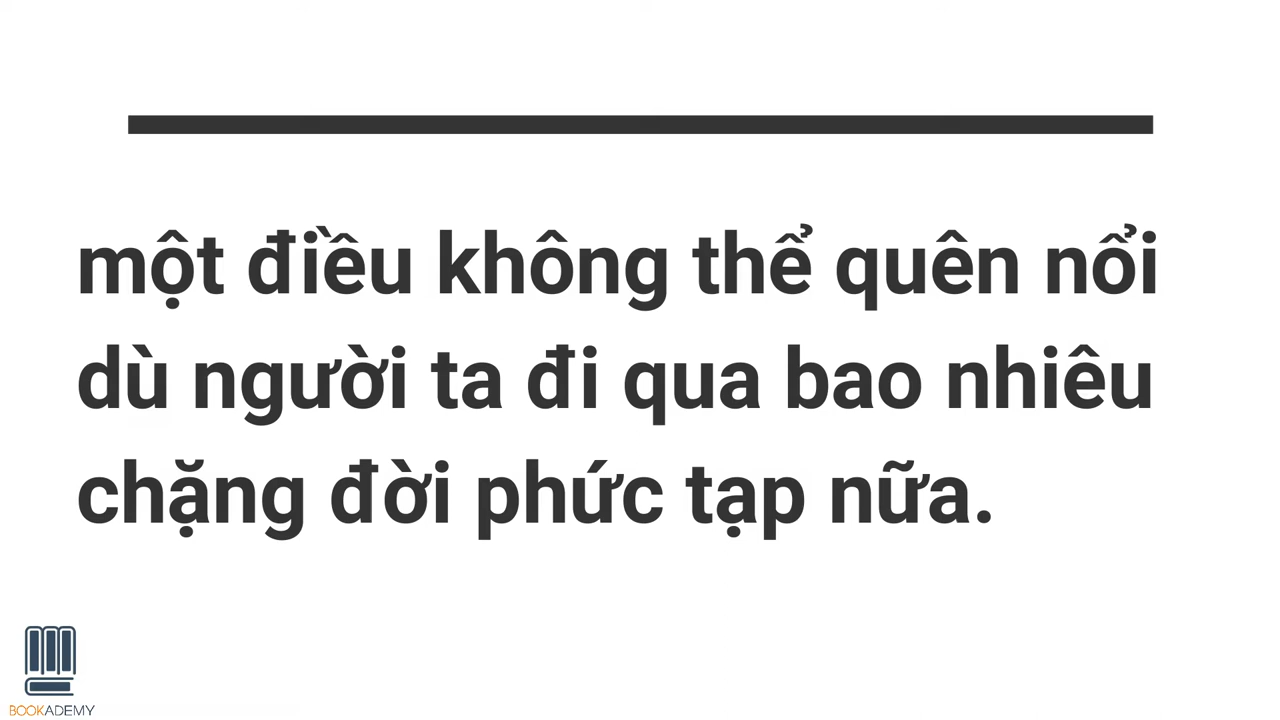 một điều không thể quên nổi
dù người ta đi qua bao nhiêu
chặng đời phức tạp nữa.
BOOKADEMY